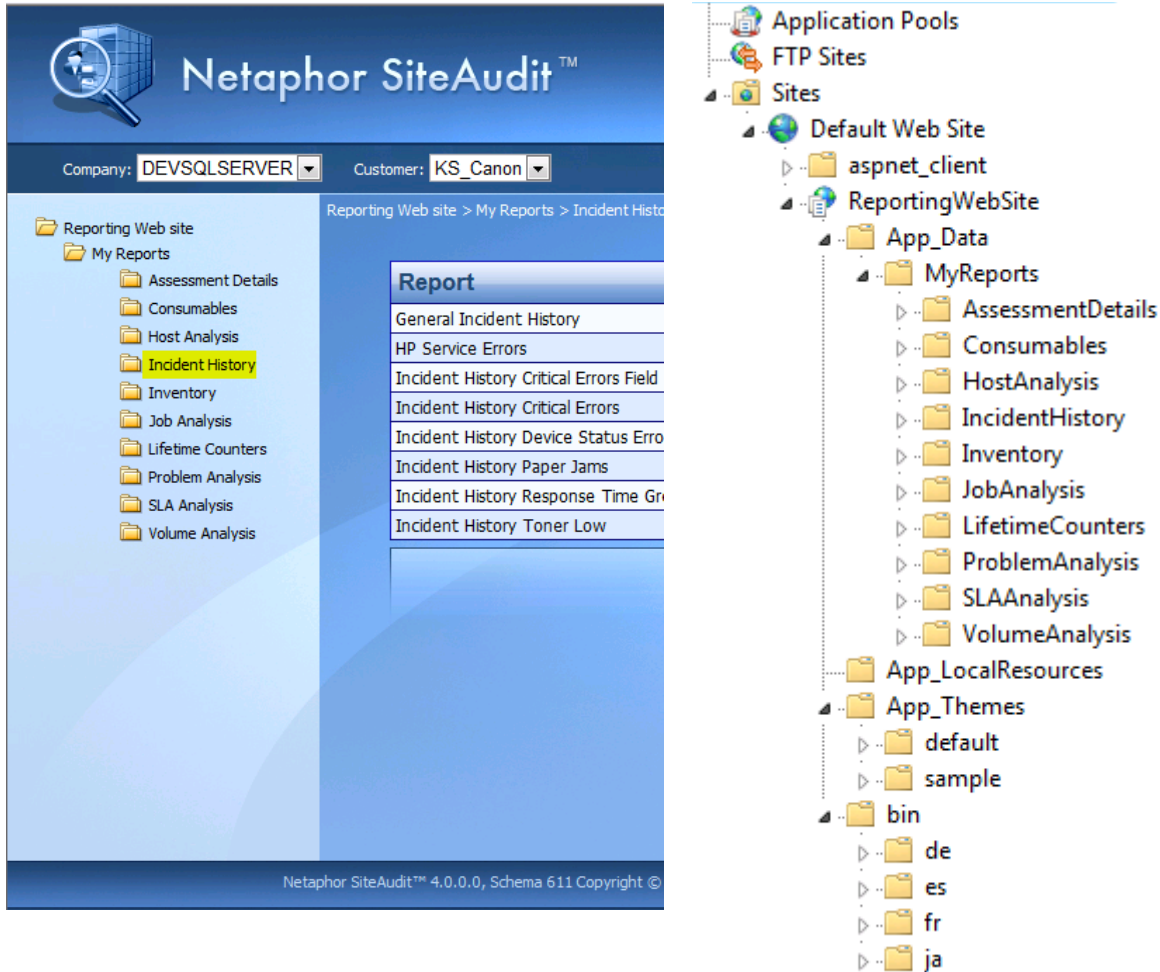 Netaphor SiteAudit™
Company: DEVSQLSERVER Customer: KS_Canon
Reporting Web site
My Reports
Assessment Details
Consumables
Host Analysis
Incident History
Inventory
Job Analysis
Lifetime Counters
Problem Analysis
SLA Analysis
Volume Analysis
Reporting Web site > My Reports > Incident Histo
Report
General Incident History
HP Service Errors
Incident History Critical Errors Field
Incident History Critical Errors
Incident History Device Status Erro
Incident History Paper Jams
Incident History Response Time Gr
Incident History Toner Low
Netaphor SiteAudit™ 4.0.0.0, Schema 611 Copyright ©
Application Pools
FTP Sites
Sites
Default Web Site
aspnet_client
ReportingWebSite
App_Data
MyReports
AssessmentDetails
Consumables
HostAnalysis
IncidentHistory
Inventory
JobAnalysis
LifetimeCounters
ProblemAnalysis
SLAAnalysis
VolumeAnalysis
App_LocalResources
App_Themes
default
sample
bin
de
es
fr
ja